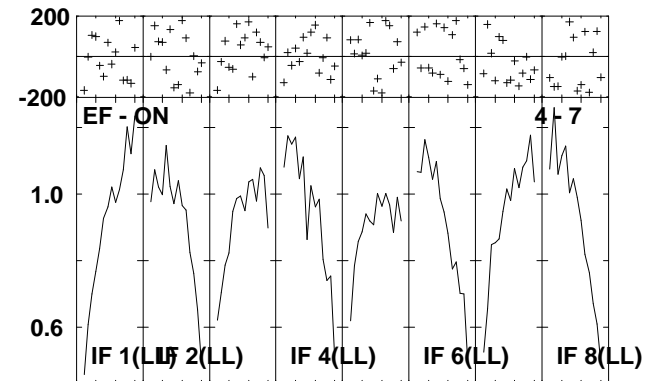 200
-200
EF - ON 4 - 7
1.0
0.6
IF 1(LL) IF 2(LL) IF 4(LL) IF 6(LL) IF 8(LL)